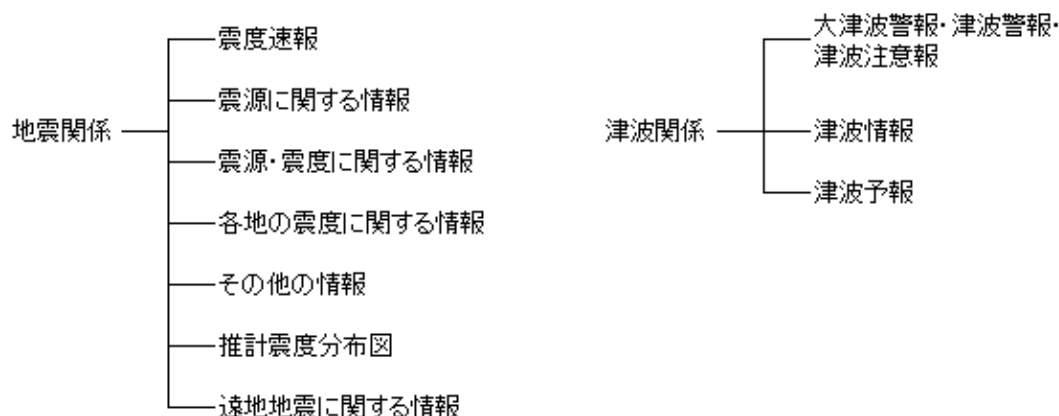 地震関係
震度速報
震源に関する情報
震源・震度に関する情報
各地の震度に関する情報
その他の情報
推計震度分布図
遠地地震に関する情報
津波関係
大津波警報・津波警報・
津波注意報
津波情報
津波予報